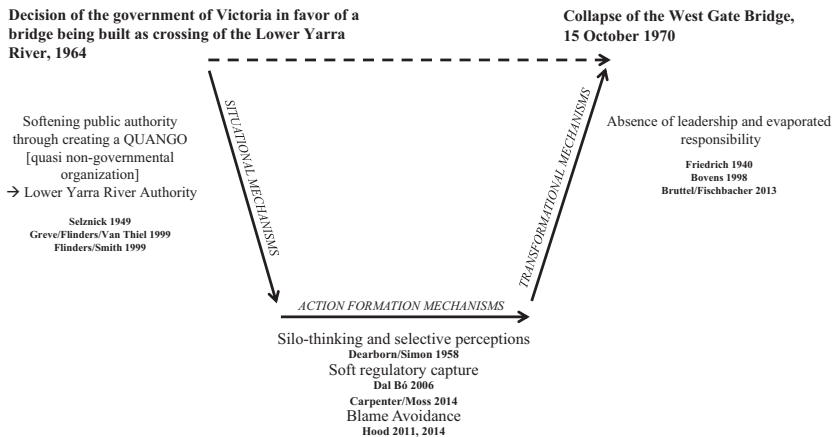 Decision of the government of Victoria in favor of a
bridge being built as crossing of the Lower Yarra
River, 1964
Collapse of the West Gate Bridge,
15 October 1970
SITUATIONAL MECHANISMS
TRANSFORMATIONAL MECHANISMS
Softening public authority
through creating a QUANGO
[quasi non-governmental
organization]
→ Lower Yarra River Authority
Selznick 1949
Greve/Flinders/Van Thiel 1999
Flinders/Smith 1999
Absence of leadership and evaporated
responsibility
Friedrich 1940
Bovens 1998
Bruttel/Fischbacher 2013
ACTION FORMATION MECHANISMS
Silo-thinking and selective perceptions
Dearborn/Simon 1958
Soft regulatory capture
Dal Bó 2006
Carpenter/Moss 2014
Blame Avoidance
Hood 2011, 2014